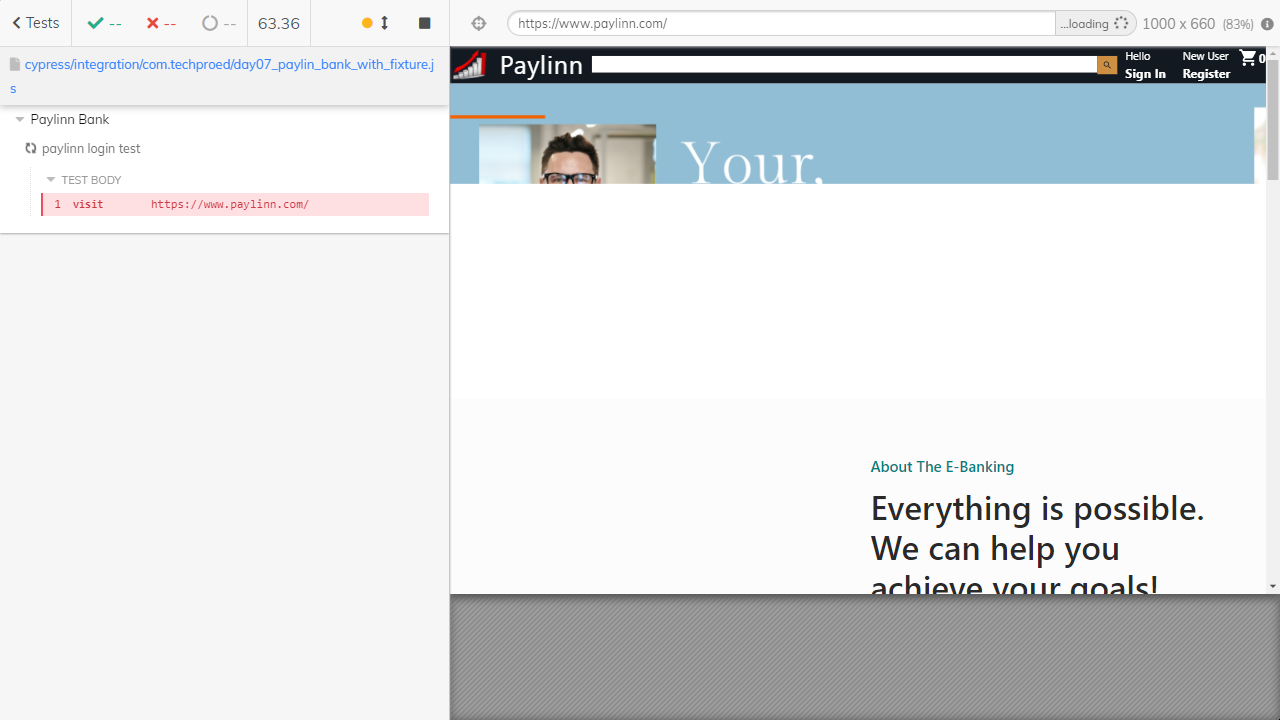 Tests
--
--
--
63.36
https://www.paylinn.com/
...loading
1000 x 660 (83%)
cypress/integration/com.techproed/day07_paylin_bank_with_fixture.j
s
Paylinn Bank
paylinn login test
TEST BODY
1 visit https://www.paylinn.com/
Paylinn
Hello
Sign In
New User
Register
0
Your,
About The E-Banking
Everything is possible.
We can help you
achieve your goals!